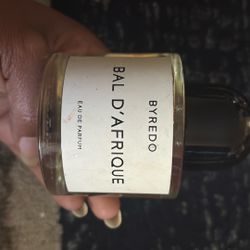 BYREDO
BAL D'AFRIQUE
EAU DE PARFUM